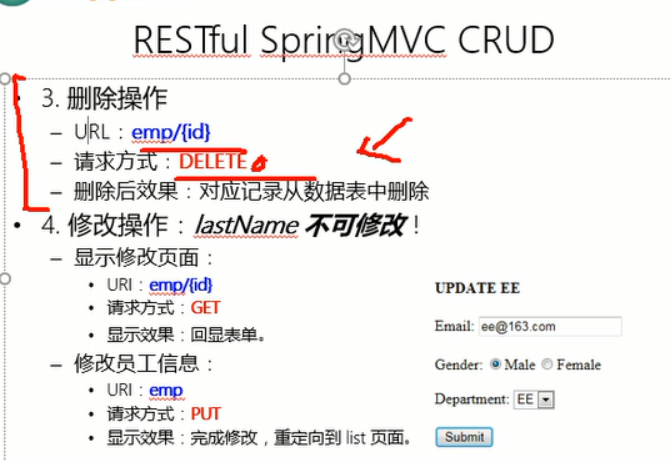 RESTful SpringMVC CRUD
• 3. 删除操作
– URL：emp/{id}
– 请求方式：DELETE
– 删除后效果：对应记录从数据表中删除
• 4. 修改操作：lastName 不可修改！
– 显示修改页面：
• URI：emp/{id}
• 请求方式：GET
• 显示效果：回显表单。
– 修改员工信息：
• URI：emp
• 请求方式：PUT
• 显示效果：完成修改，重定向到 list 页面。
UPDATE EE
Email: ee@163.com
Gender: Male Female
Department: EE
Submit